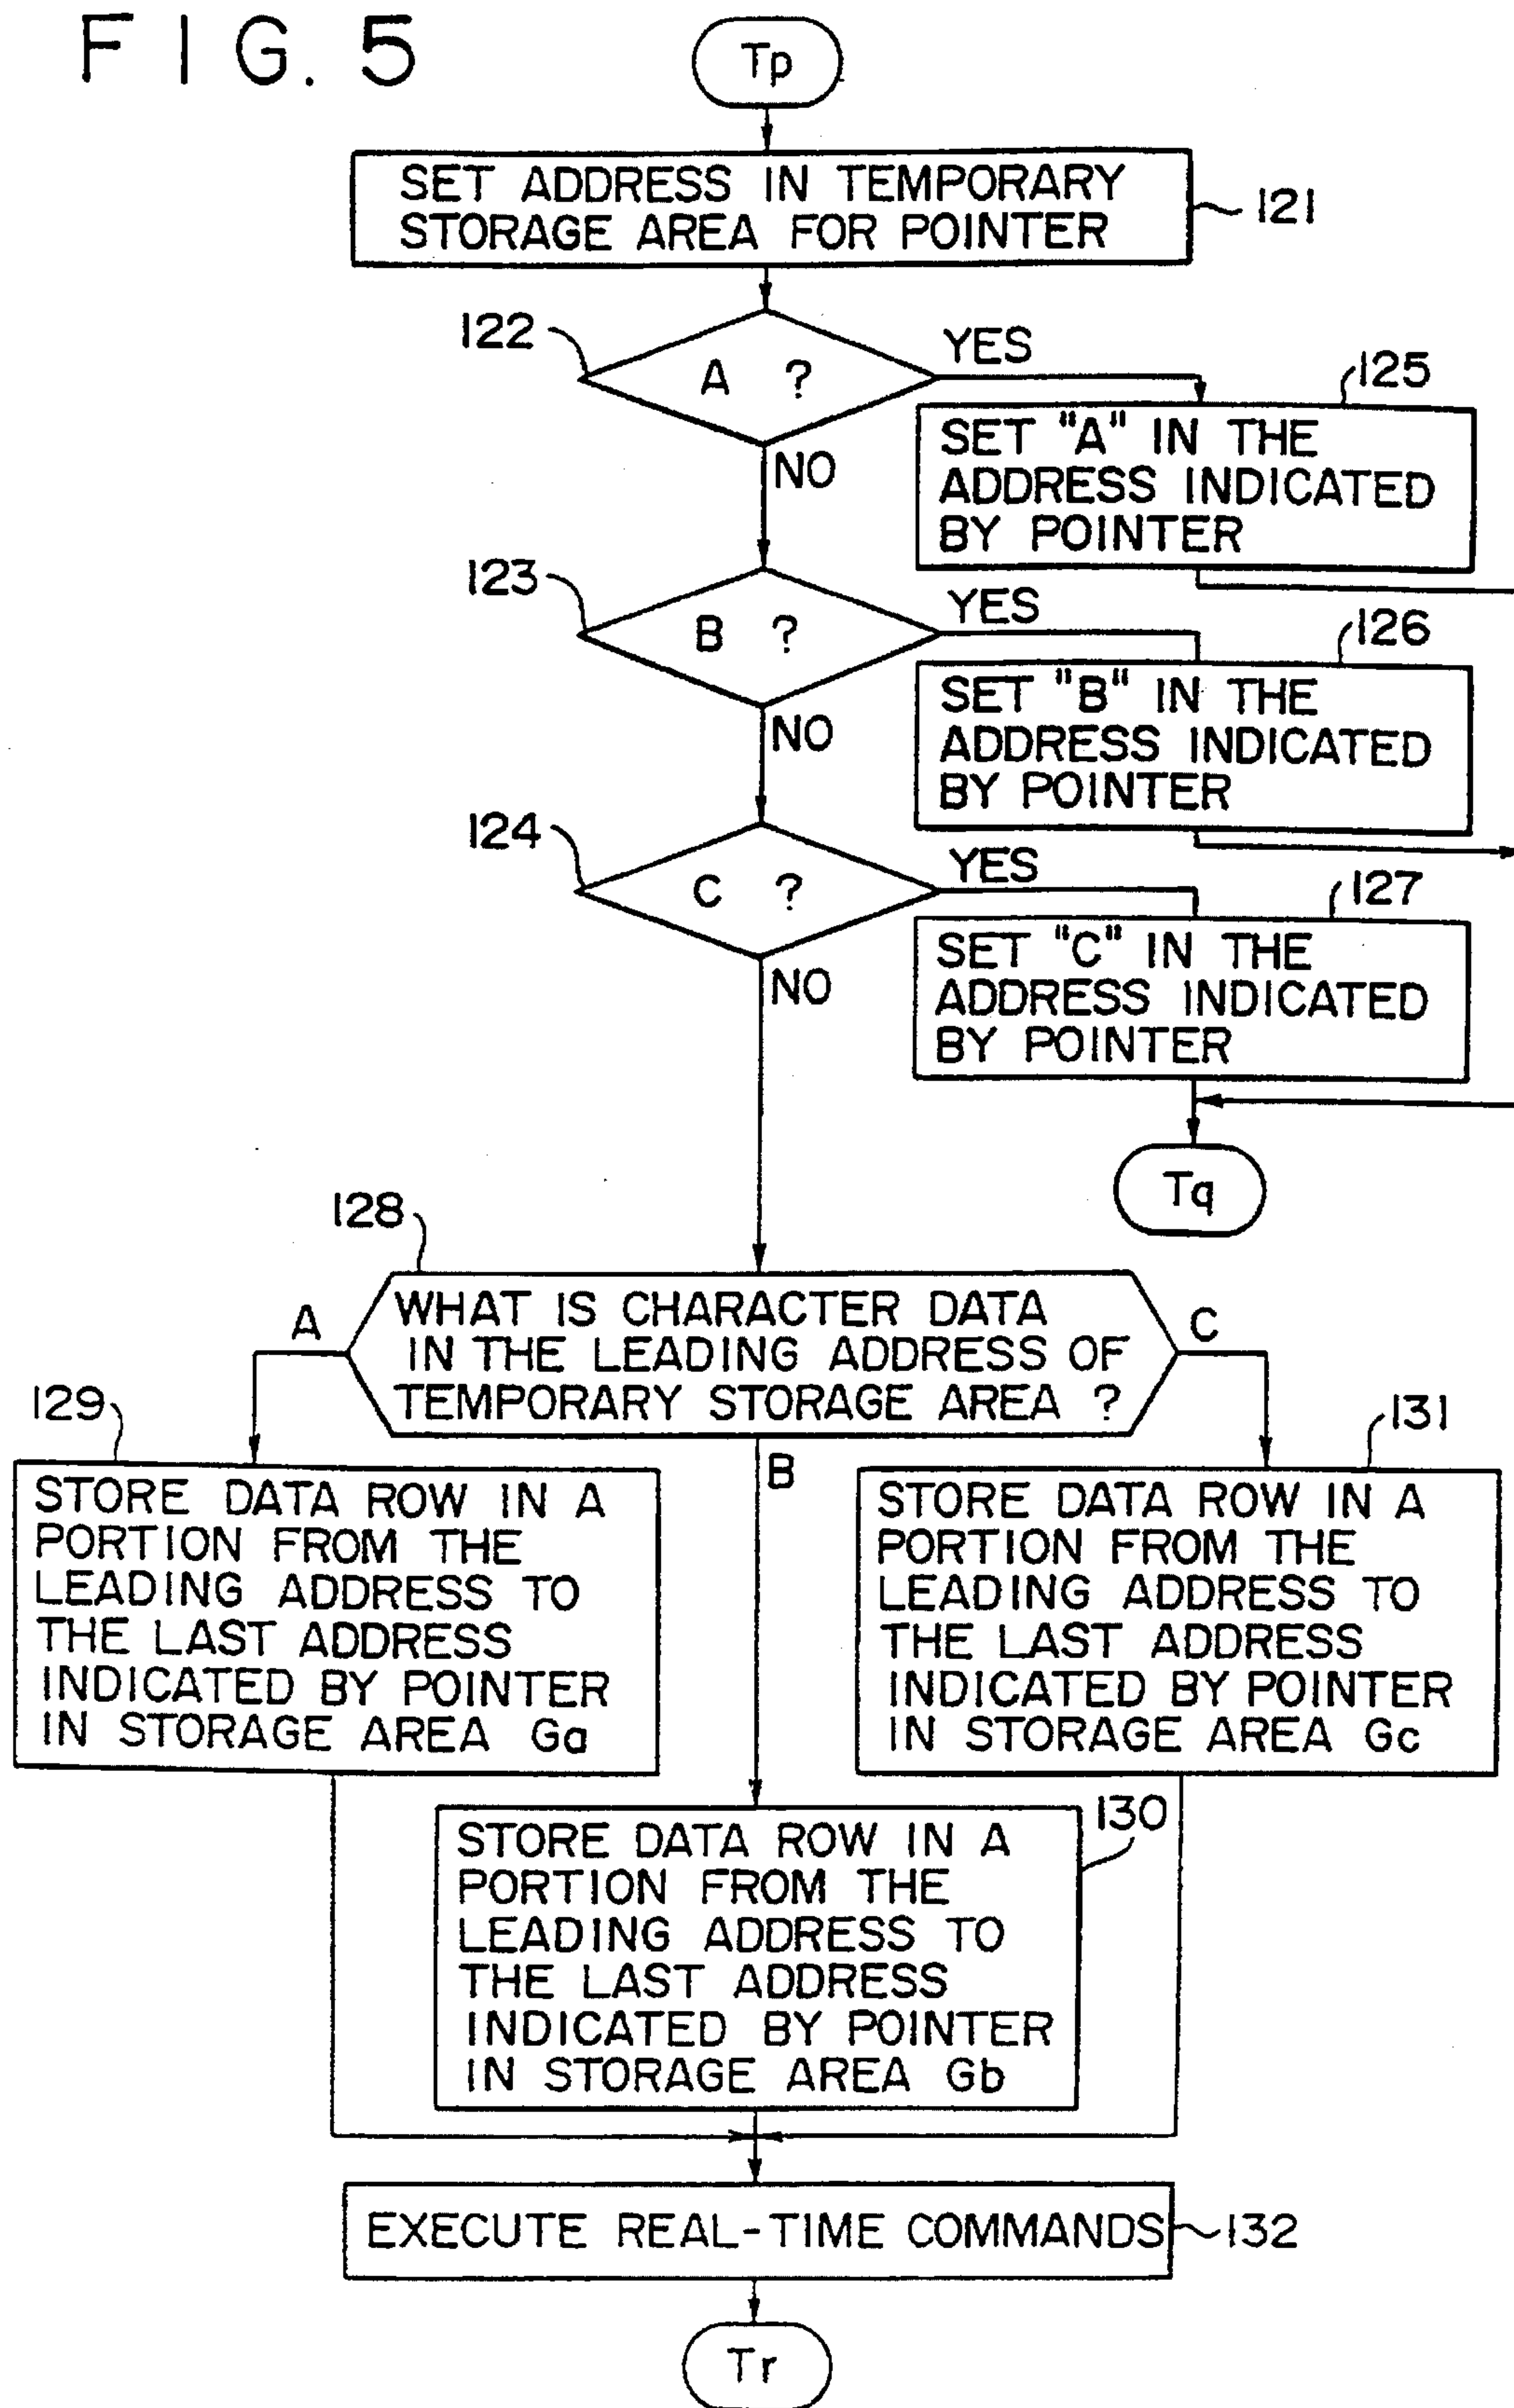 FIG. 5
Tp
SET ADDRESS IN TEMPORARY
STORAGE AREA FOR POINTER
121
122
A ?
YES
NO
125
SET "A" IN THE
ADDRESS INDICATED
BY POINTER
123
B ?
YES
NO
126
SET "B" IN THE
ADDRESS INDICATED
BY POINTER
124
C ?
YES
NO
127
SET "C" IN THE
ADDRESS INDICATED
BY POINTER
Tq
128
WHAT IS CHARACTER DATA
IN THE LEADING ADDRESS OF
TEMPORARY STORAGE AREA ?
A
B
C
129
STORE DATA ROW IN A
PORTION FROM THE
LEADING ADDRESS TO
THE LAST ADDRESS
INDICATED BY POINTER
IN STORAGE AREA Ga
131
STORE DATA ROW IN A
PORTION FROM THE
LEADING ADDRESS TO
THE LAST ADDRESS
INDICATED BY POINTER
IN STORAGE AREA Gc
130
STORE DATA ROW IN A
PORTION FROM THE
LEADING ADDRESS TO
THE LAST ADDRESS
INDICATED BY POINTER
IN STORAGE AREA Gb
EXECUTE REAL-TIME COMMANDS
132
Tr